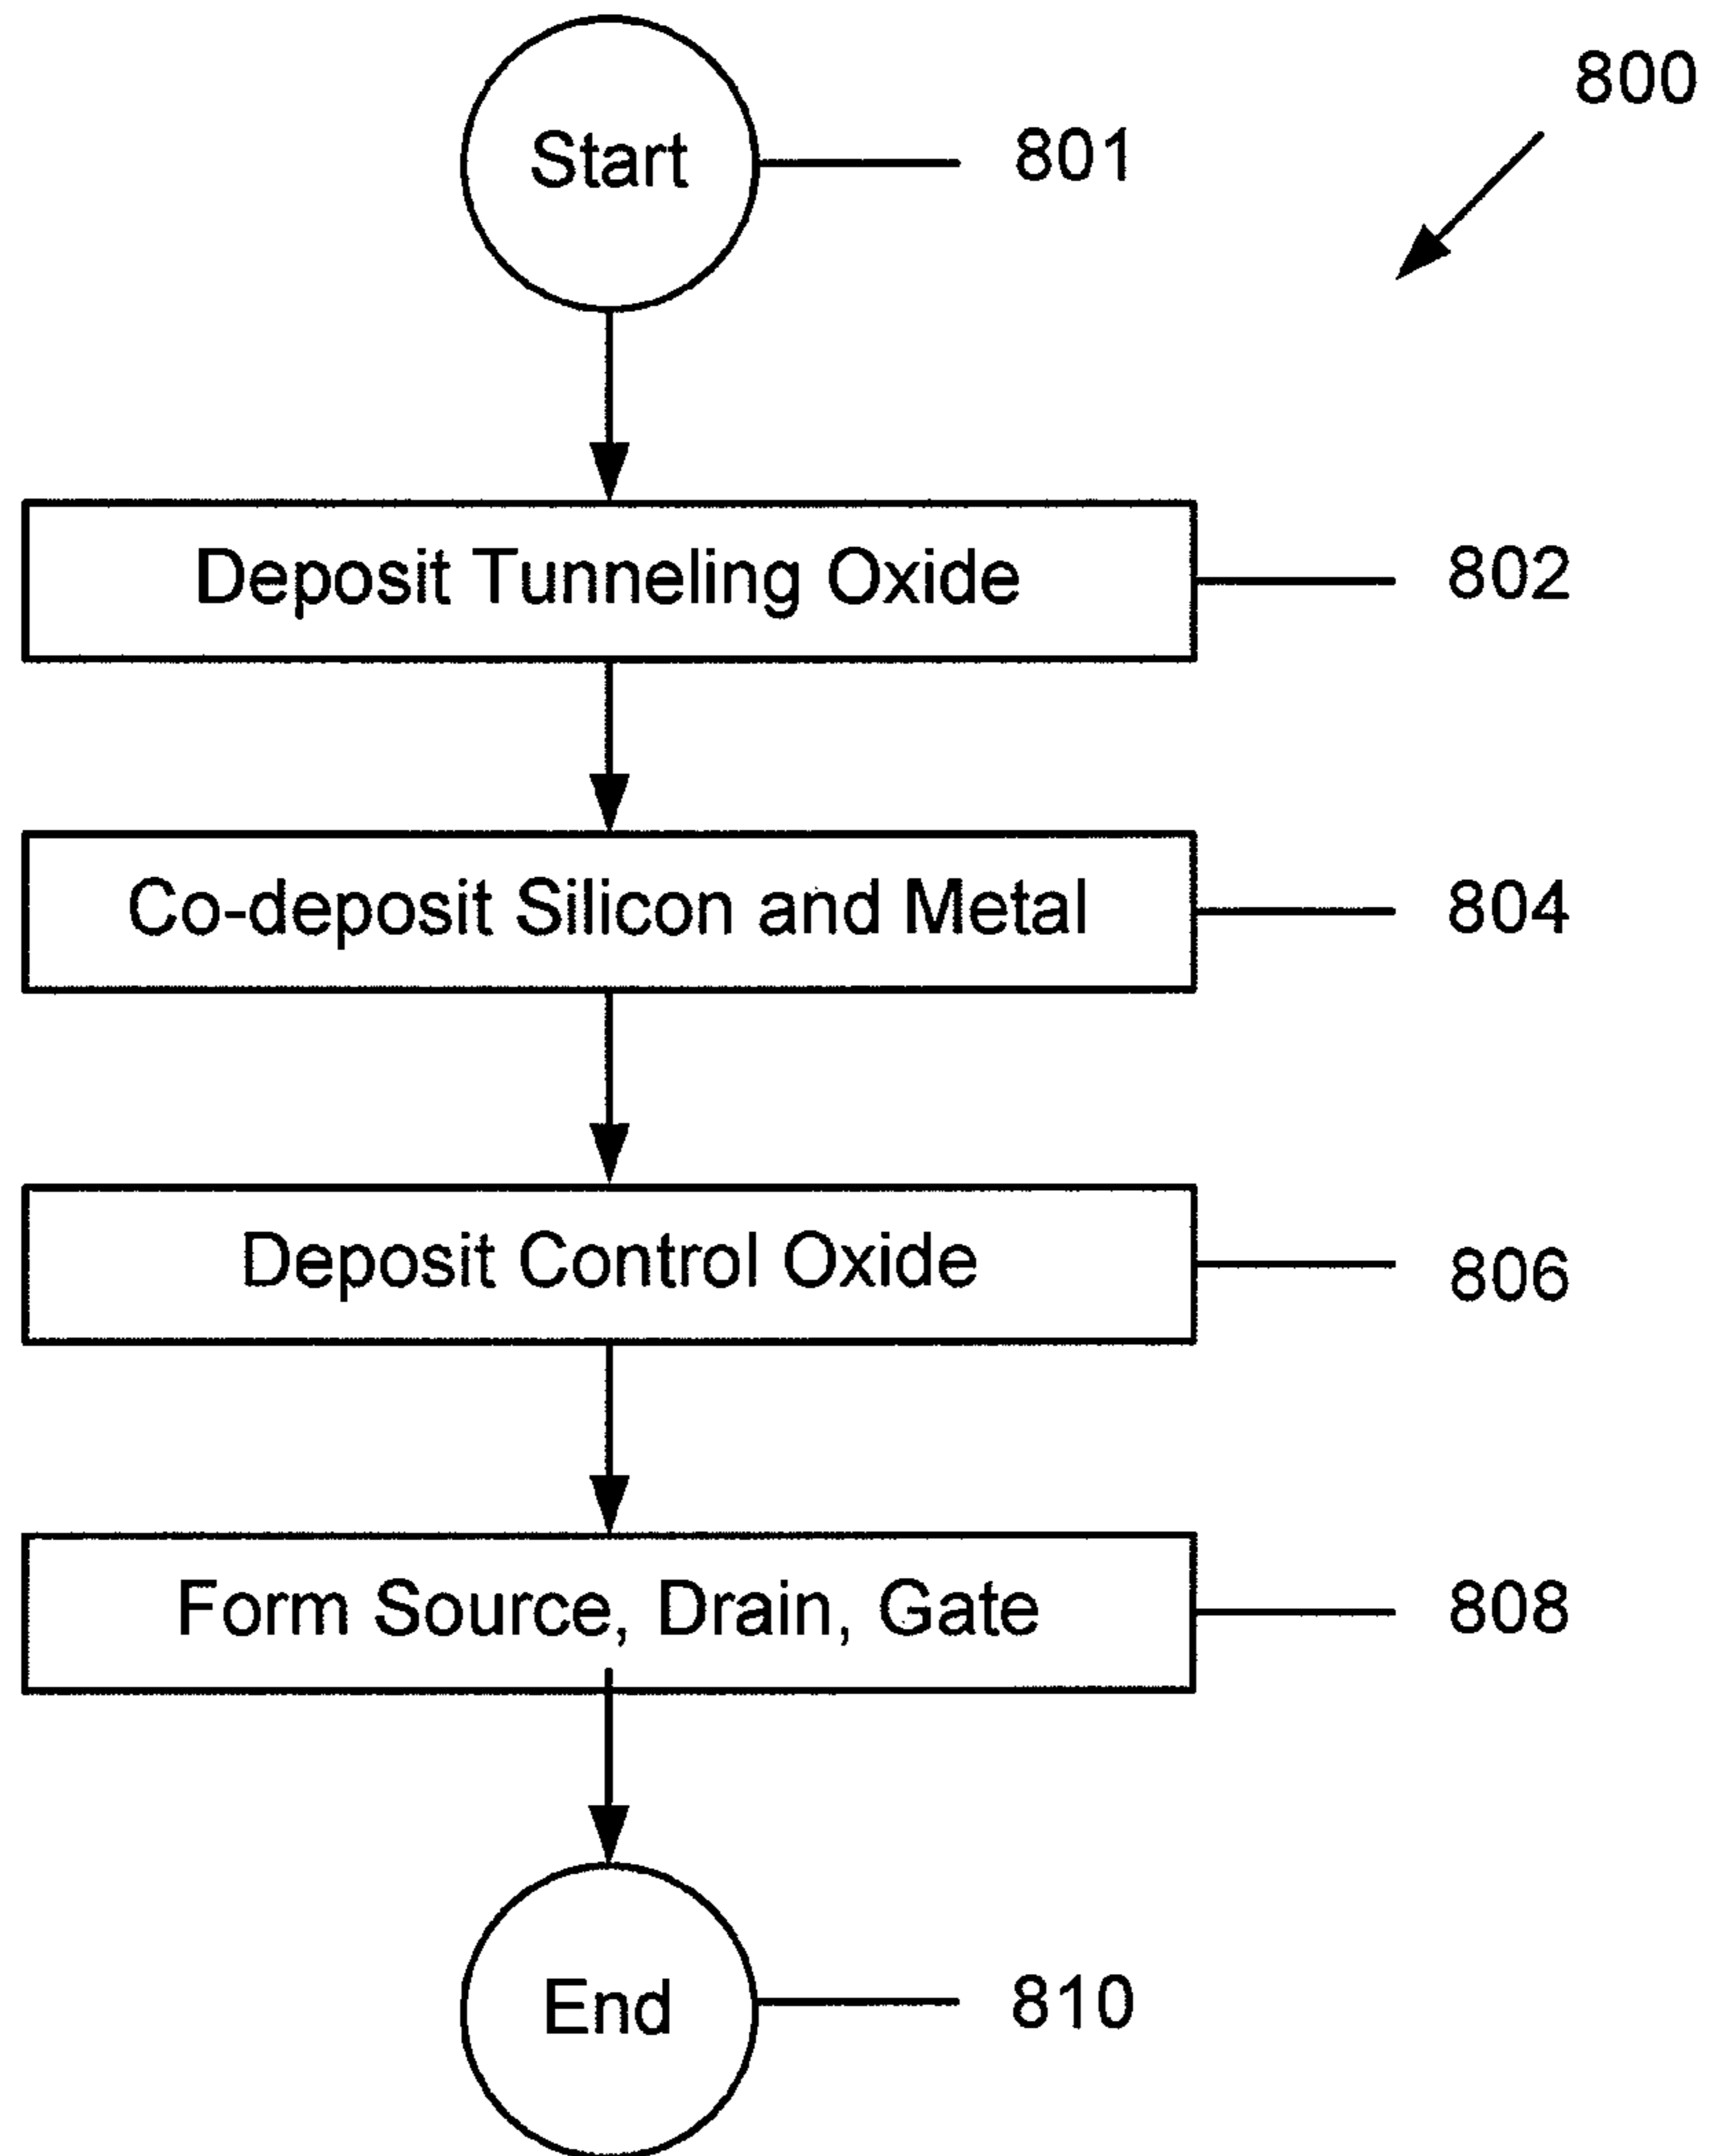 800
Start
801
Deposit Tunneling Oxide
802
Co-deposit Silicon and Metal
804
Deposit Control Oxide
806
Form Source, Drain, Gate
808
End
810